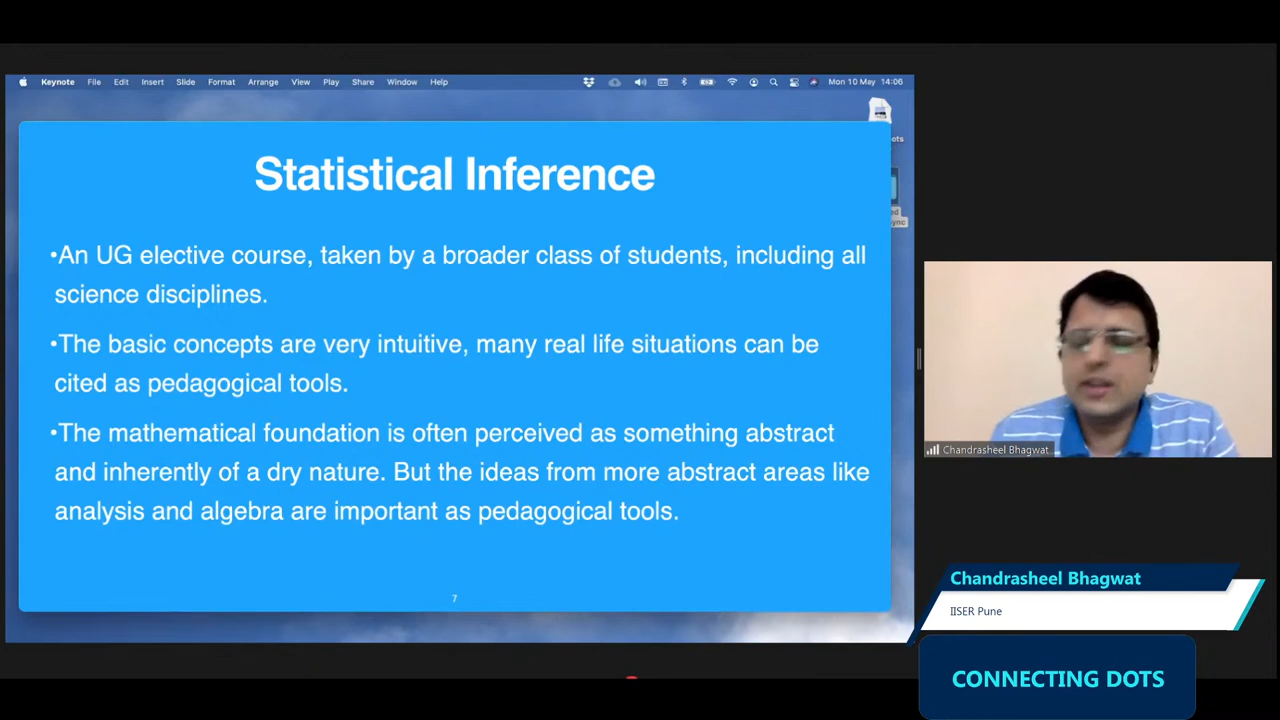 Keynote File Edit Insert Slide Format Arrange View Play Share Window Help Mon 10 May 14:06
ots
Statistical Inference
•An UG elective course, taken by a broader class of students, including all
science disciplines.
•The basic concepts are very intuitive, many real life situations can be
cited as pedagogical tools.
•The mathematical foundation is often perceived as something abstract
and inherently of a dry nature. But the ideas from more abstract areas like
analysis and algebra are important as pedagogical tools.
7
Chandrasheel Bhagwat
Chandrasheel Bhagwat
IISER Pune
CONNECTING DOTS